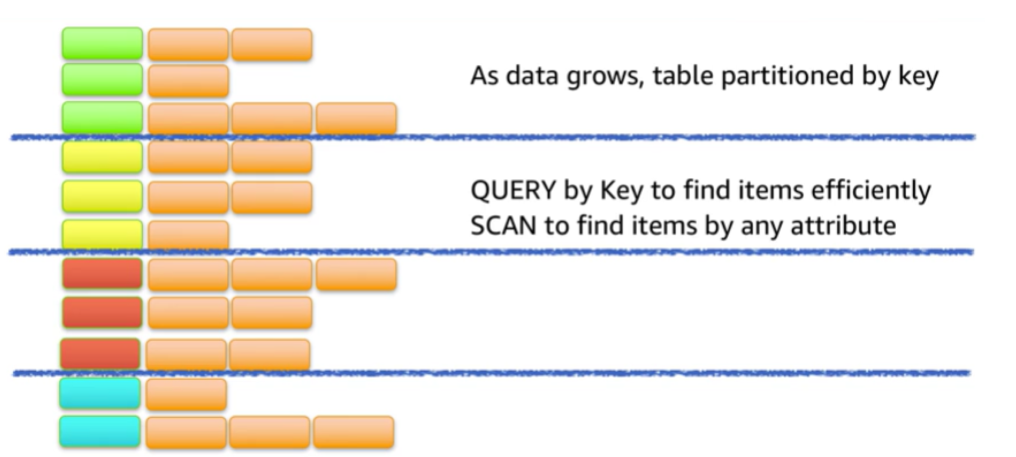 As data grows, table partitioned by key
QUERY by Key to find items efficiently
SCAN to find items by any attribute